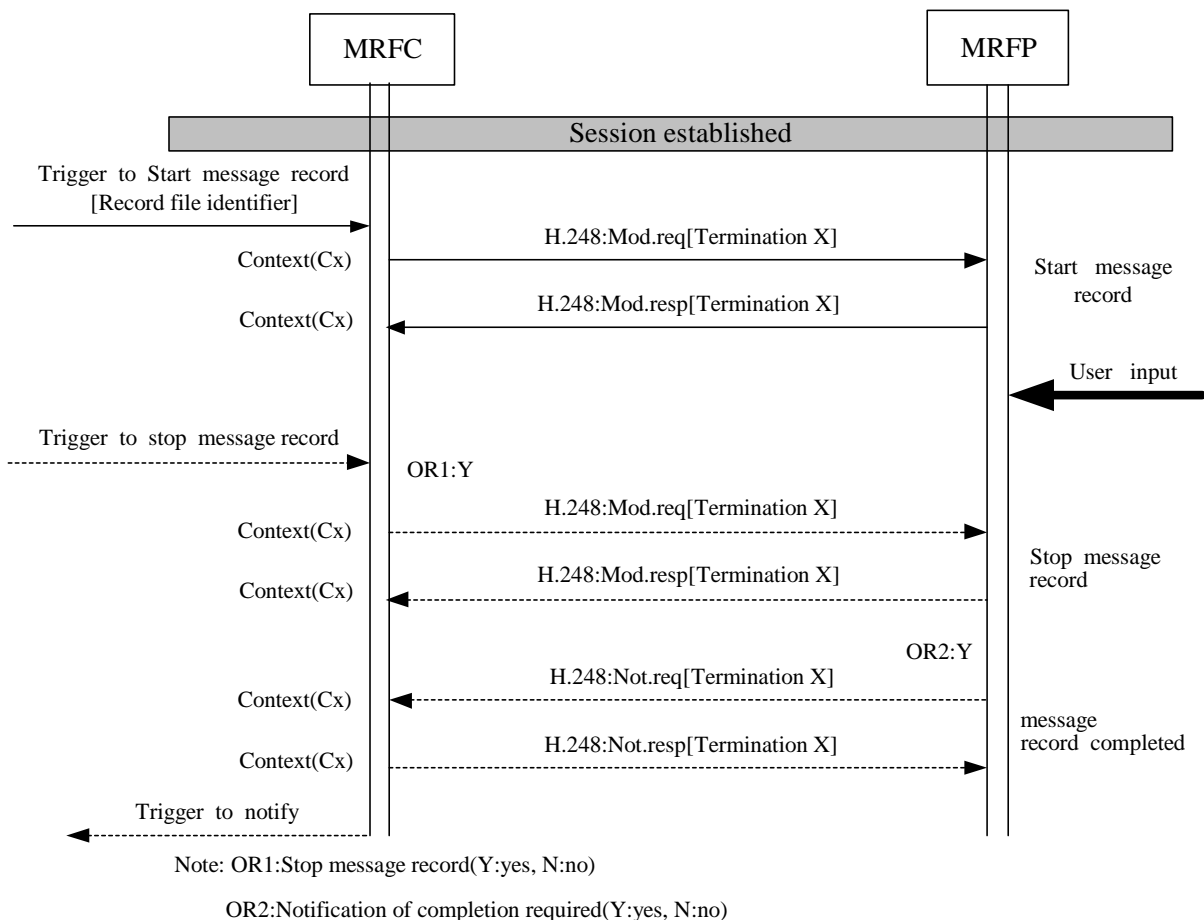 MRFC
MRFP
Session established
Trigger to Start message record
[Record file identifier]
H.248:Mod.req[Termination X]
Context(Cx)
Start message
record
H.248:Mod.resp[Termination X]
Context(Cx)
User input
Trigger to stop message record
OR1:Y
H.248:Mod.req[Termination X]
Context(Cx)
Stop message
record
H.248:Mod.resp[Termination X]
Context(Cx)
OR2:Y
H.248:Not.req[Termination X]
Context(Cx)
message
record completed
H.248:Not.resp[Termination X]
Context(Cx)
Trigger to notify
Note: OR1:Stop message record(Y:yes, N:no)
OR2:Notification of completion required(Y:yes, N:no)